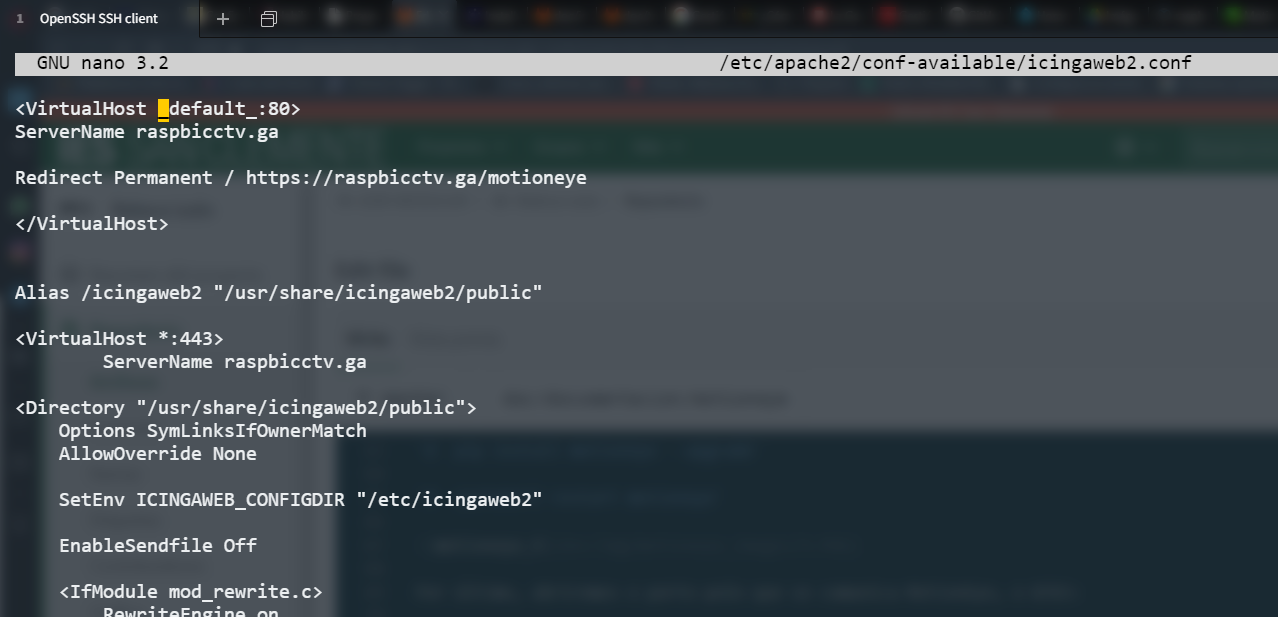 1 OpenSSH SSH client
GNU nano 3.2 /etc/apache2/conf-available/icingaweb2.conf
<VirtualHost _default_:80>
ServerName raspbicctv.ga
Redirect Permanent / https://raspbicctv.ga/motioneye
</VirtualHost>
Alias /icingaweb2 "/usr/share/icingaweb2/public"
<VirtualHost *:443>
ServerName raspbicctv.ga
<Directory "/usr/share/icingaweb2/public">
Options SymLinksIfOwnerMatch
AllowOverride None
SetEnv ICINGAWEB_CONFIGDIR "/etc/icingaweb2"
EnableSendfile Off
<IfModule mod_rewrite.c>
RewriteEngine on